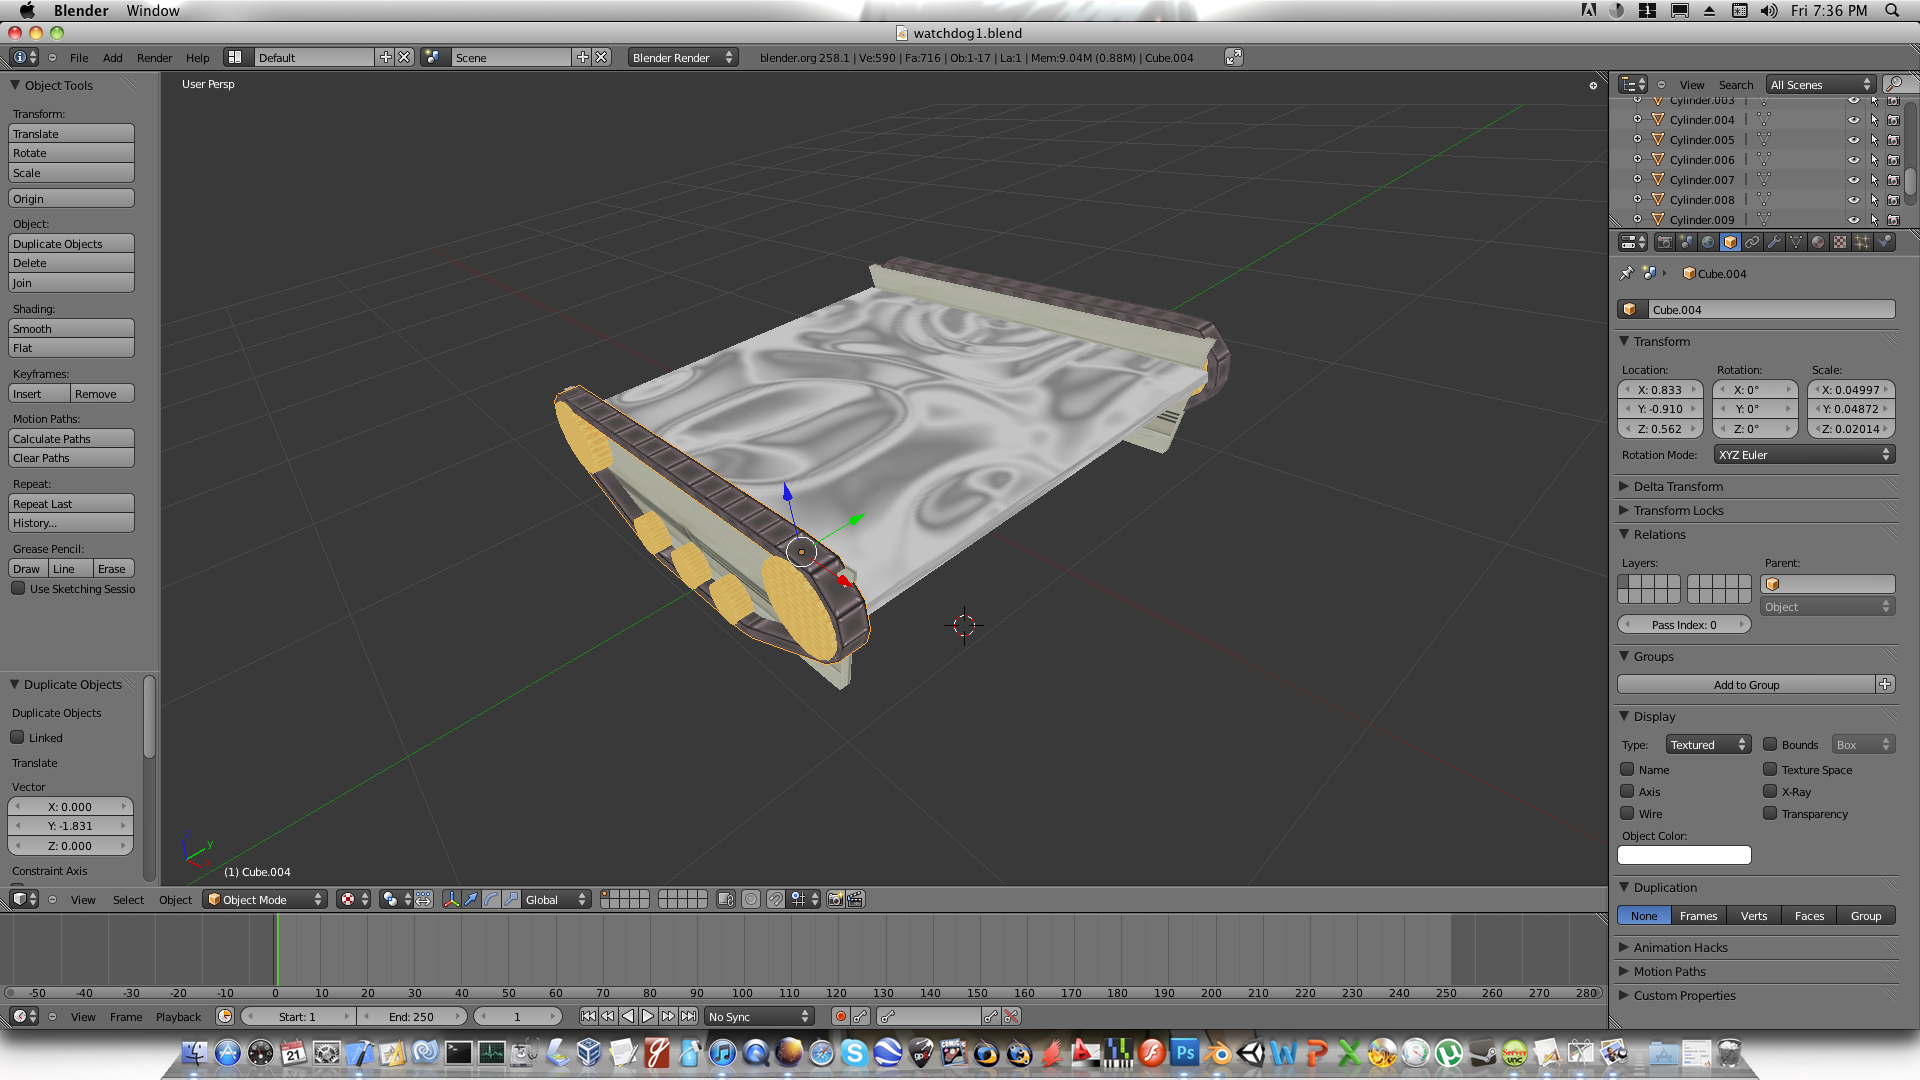 Blender Window Fri 7:36 PM
watchdog1.blend
File Add Render Help Default Scene Blender Render blender.org 258.1 | Ve:590 | Fa:716 | Ob:1-17 | La:1 | Mem:9.04M (0.88M) | Cube.004
Object Tools
Transform:
Translate
Rotate
Scale
Origin
Object:
Duplicate Objects
Delete
Join
Shading:
Smooth
Flat
Keyframes:
Insert Remove
Motion Paths:
Calculate Paths
Clear Paths
Repeat:
Repeat Last
History...
Grease Pencil:
Draw Line Erase
Use Sketching Sessio
Duplicate Objects
Duplicate Objects
Linked
Translate
Vector
X: 0.000
Y: -1.831
Z: 0.000
Constraint Axis
User Persp
(1) Cube.004
View Select Object Object Mode Global
-50 -40 -30 -20 -10 0 10 20 30 40 50 60 70 80 90 100 110 120 130 140 150 160 170 180 190 200 210 220 230 240 250 260 270 280
View Frame Playback Start: 1 End: 250 1 No Sync
View Search All Scenes
Cylinder.003
Cylinder.004
Cylinder.005
Cylinder.006
Cylinder.007
Cylinder.008
Cylinder.009
Cube.004
Cube.004
Transform
Location: Rotation: Scale:
X: 0.833 X: 0° X: 0.04997
Y: -0.910 Y: 0° Y: 0.04872
Z: 0.562 Z: 0° Z: 0.02014
Rotation Mode: XYZ Euler
Delta Transform
Transform Locks
Relations
Layers: Parent:
Object
Pass Index: 0
Groups
Add to Group
Display
Type: Textured Bounds Box
Name Texture Space
Axis X-Ray
Wire Transparency
Object Color:
Duplication
None Frames Verts Faces Group
Animation Hacks
Motion Paths
Custom Properties